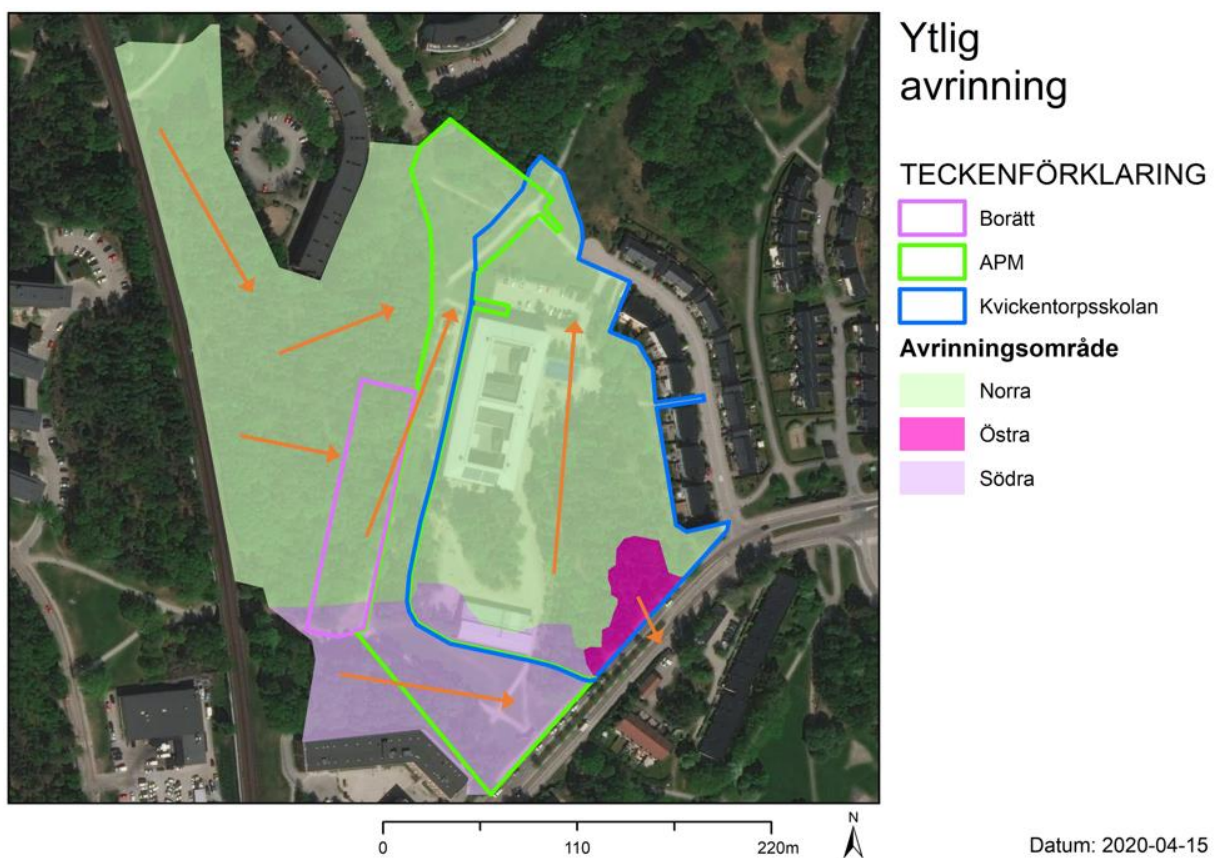 Ytlig
avrinning
TECKENFÖRKLARING
Borätt
APM
Kvickentorpsskolan
Avrinningsområde
Norra
Östra
Södra
0 110 220m
N
Datum: 2020-04-15